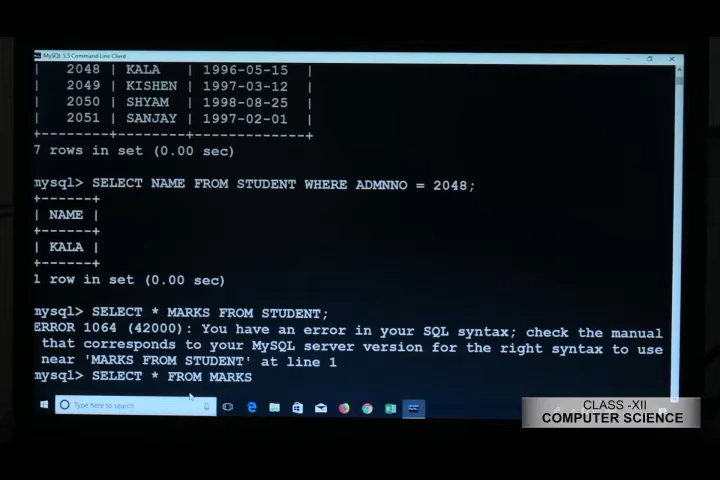 MySQL 5.5 Command Line Client
| 2048 | KALA | 1996-05-15 |
| 2049 | KISHEN | 1997-03-12 |
| 2050 | SHYAM | 1998-08-25 |
| 2051 | SANJAY | 1997-02-01 |
+--------+--------+------------+
7 rows in set (0.00 sec)
mysql> SELECT NAME FROM STUDENT WHERE ADMNNO = 2048;
+------+
| NAME |
+------+
| KALA |
+------+
1 row in set (0.00 sec)
mysql> SELECT * MARKS FROM STUDENT;
ERROR 1064 (42000): You have an error in your SQL syntax; check the manual
that corresponds to your MySQL server version for the right syntax to use
near 'MARKS FROM STUDENT' at line 1
mysql> SELECT * FROM MARKS
Type here to search
CLASS -XII
COMPUTER SCIENCE